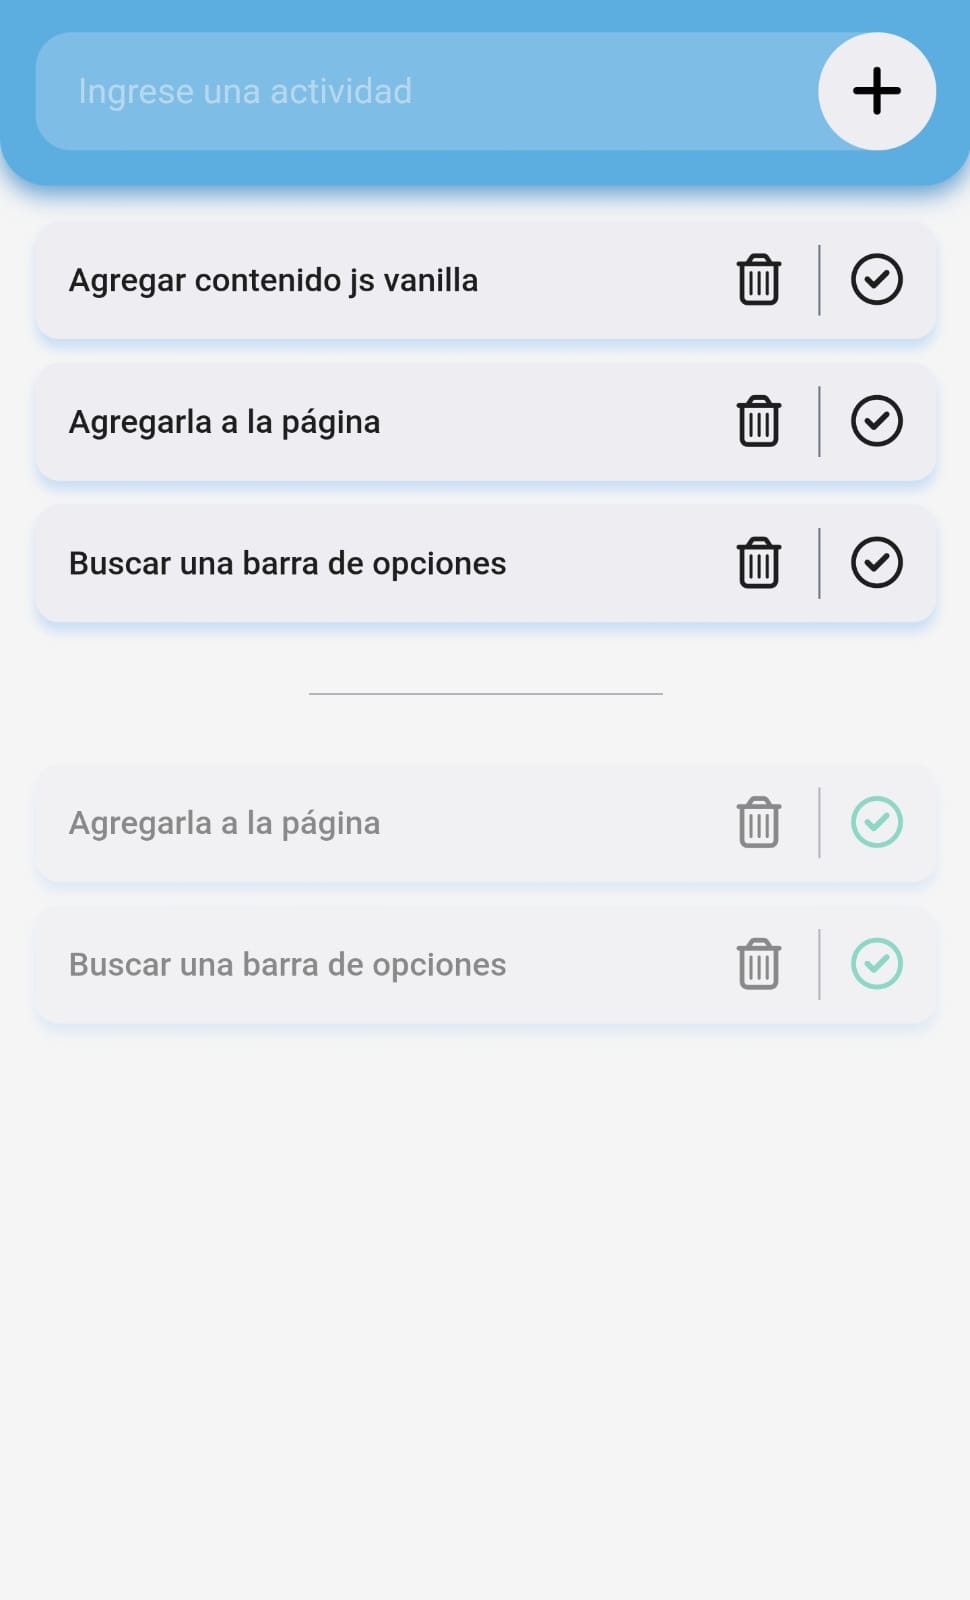 Ingrese una actividad
Agregar contenido js vanilla
Agregarla a la página
Buscar una barra de opciones
Agregarla a la página
Buscar una barra de opciones